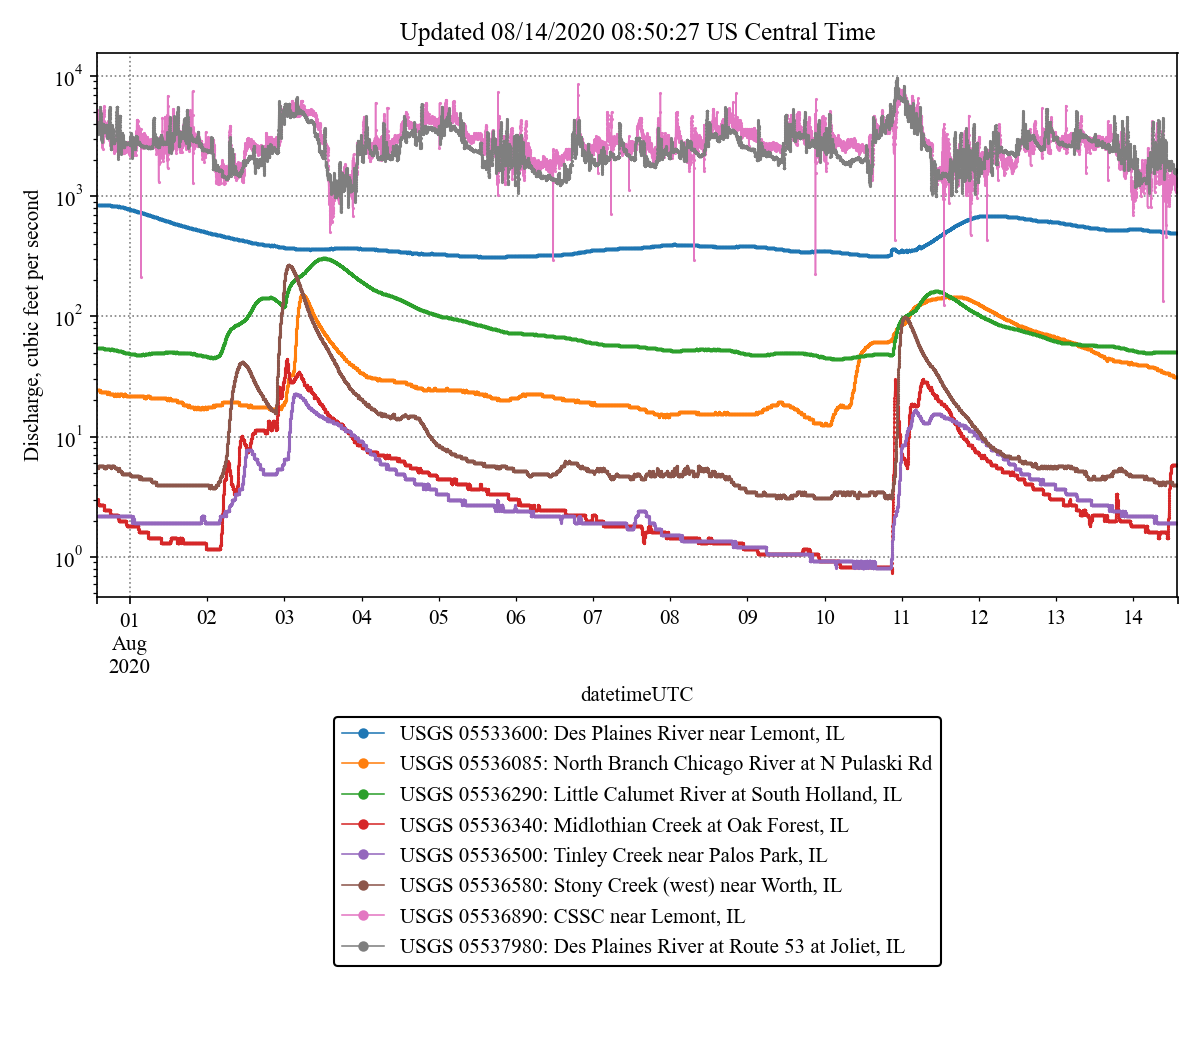 Updated 08/14/2020 08:50:27 US Central Time
Discharge, cubic feet per second
10^4
10^3
10^2
10^1
10^0
01 02 03 04 05 06 07 08 09 10 11 12 13 14
Aug
2020
datetimeUTC
USGS 05533600: Des Plaines River near Lemont, IL
USGS 05536085: North Branch Chicago River at N Pulaski Rd
USGS 05536290: Little Calumet River at South Holland, IL
USGS 05536340: Midlothian Creek at Oak Forest, IL
USGS 05536500: Tinley Creek near Palos Park, IL
USGS 05536580: Stony Creek (west) near Worth, IL
USGS 05536890: CSSC near Lemont, IL
USGS 05537980: Des Plaines River at Route 53 at Joliet, IL